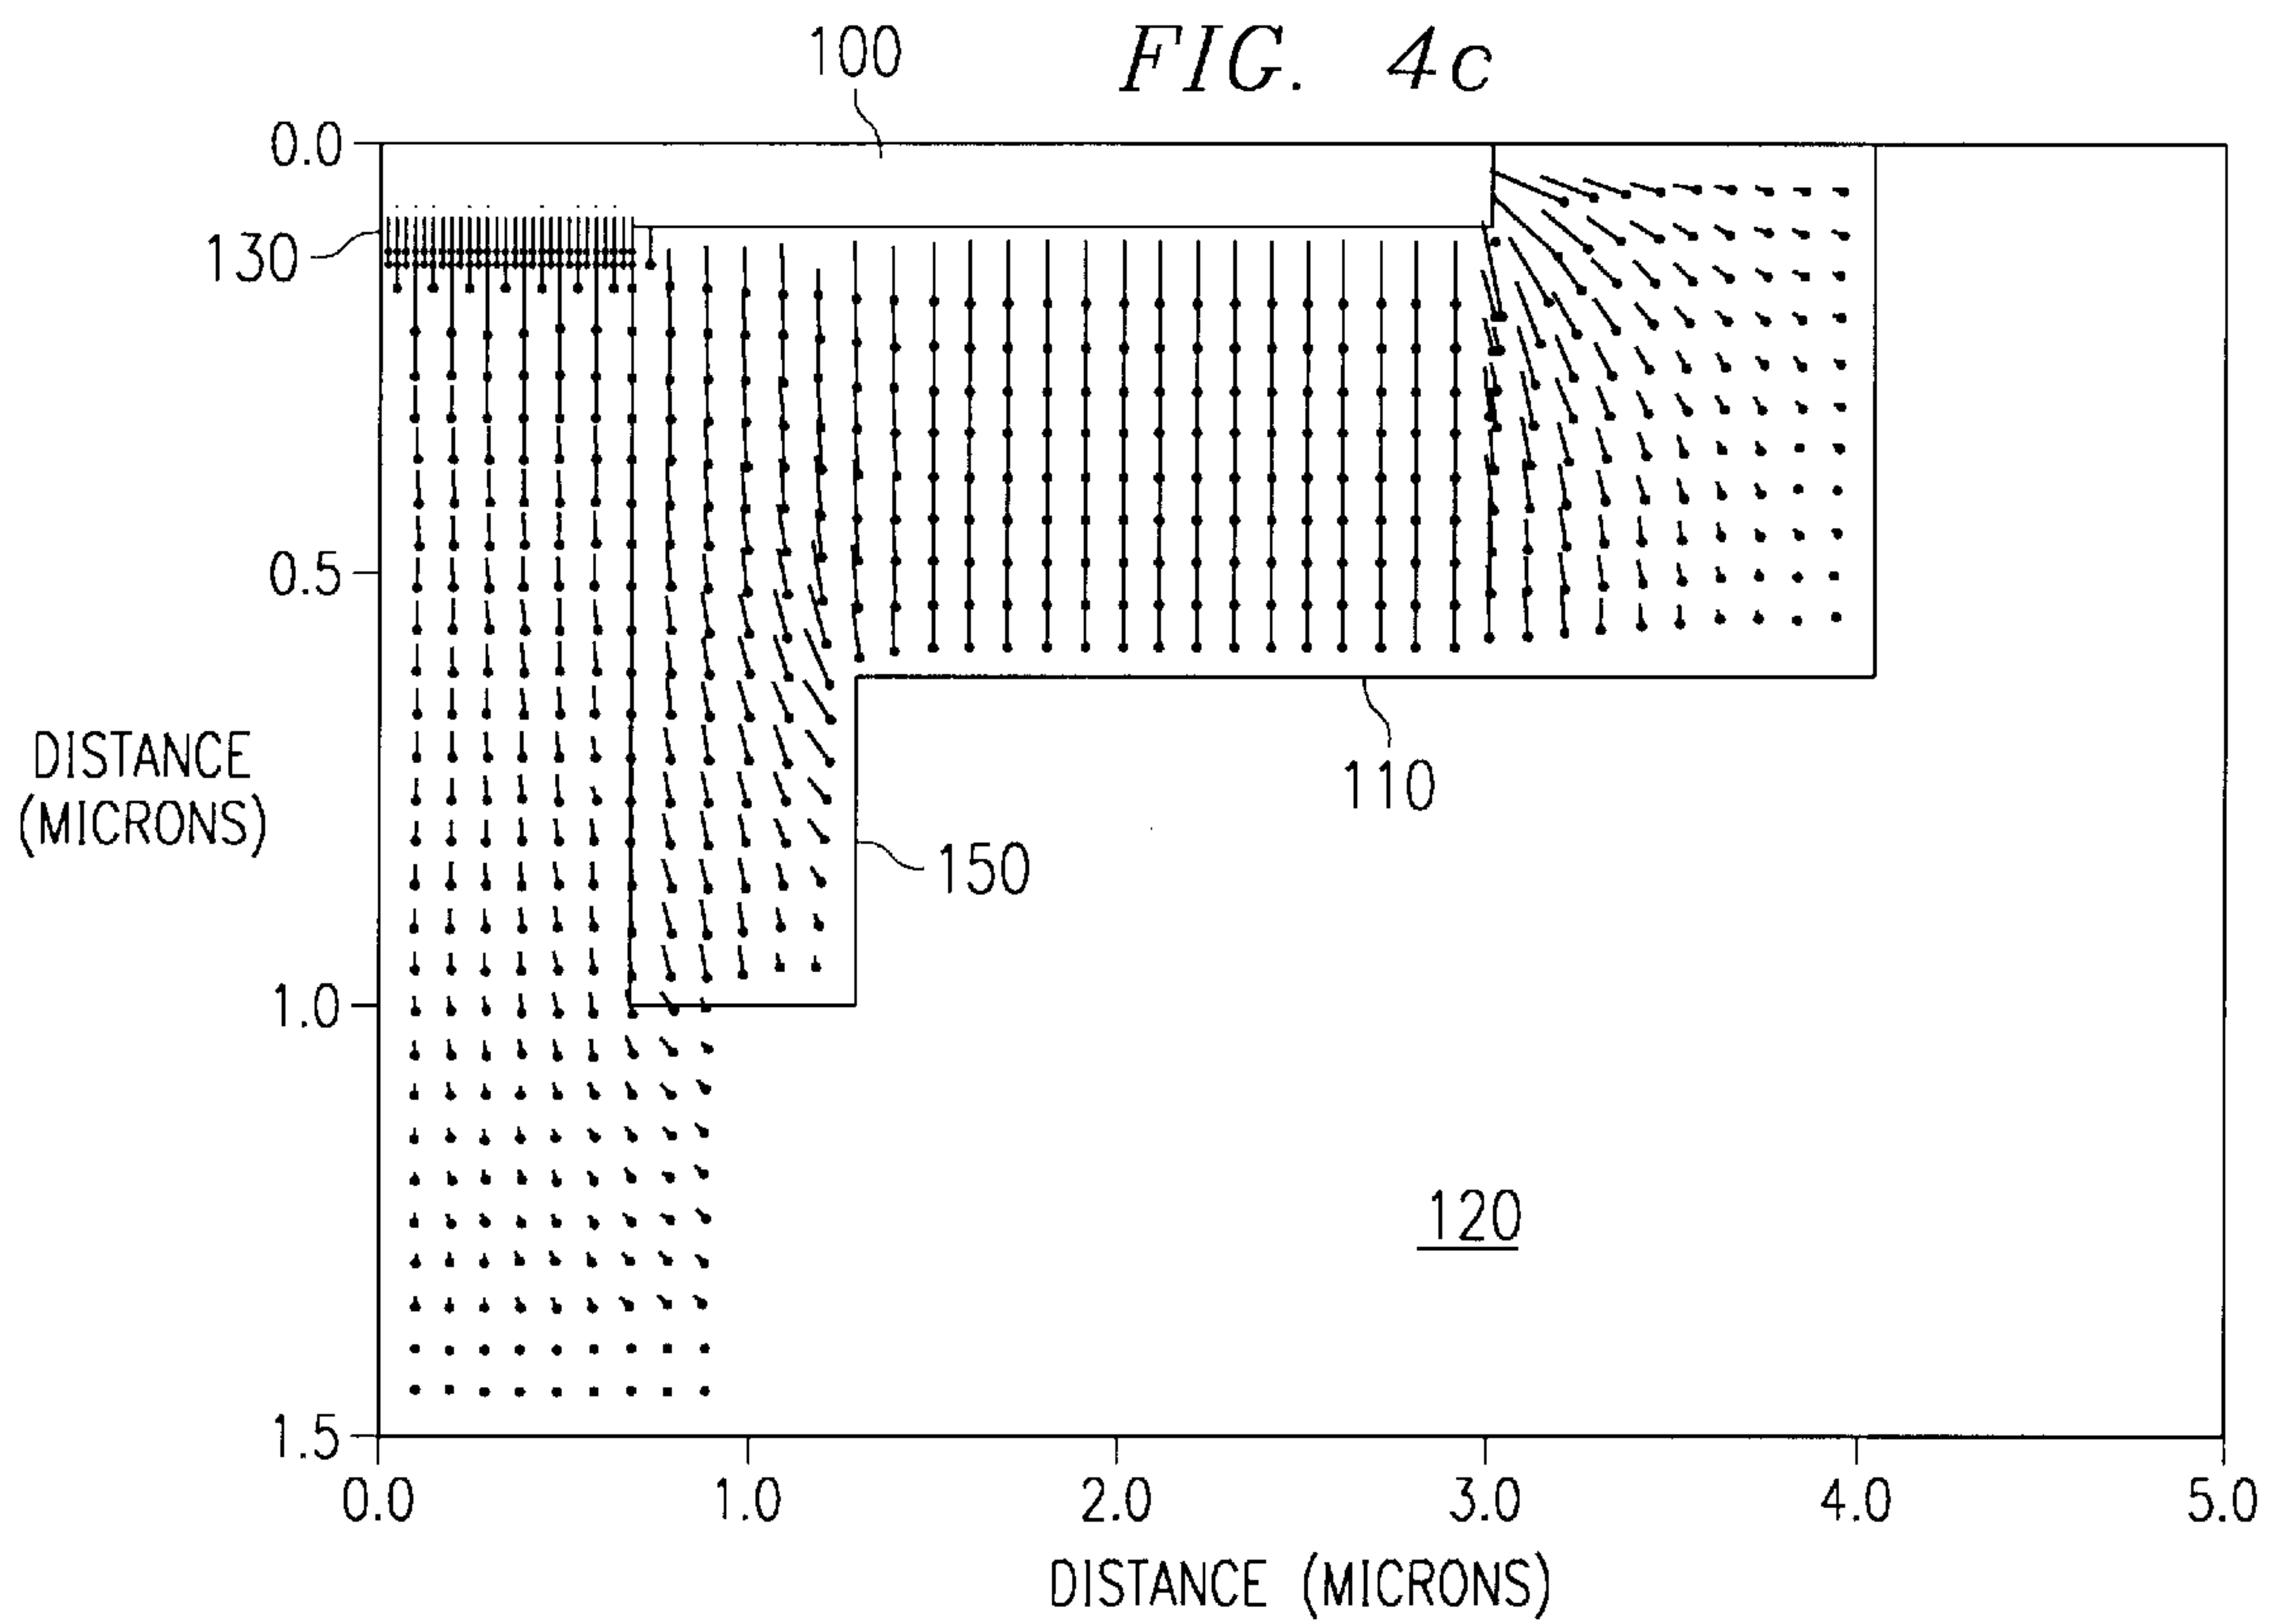 FIG. 4c
100
0.0
130
0.5
DISTANCE
(MICRONS)
110
150
1.0
120
1.5
0.0 1.0 2.0 3.0 4.0 5.0
DISTANCE (MICRONS)